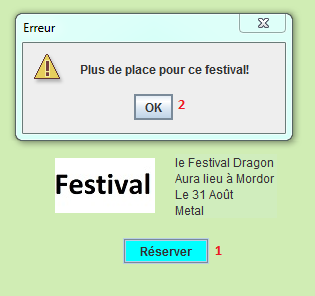 Erreur
Plus de place pour ce festival!
OK 2
Festival
le Festival Dragon
Aura lieu à Mordor
Le 31 Août
Metal
Réserver 1